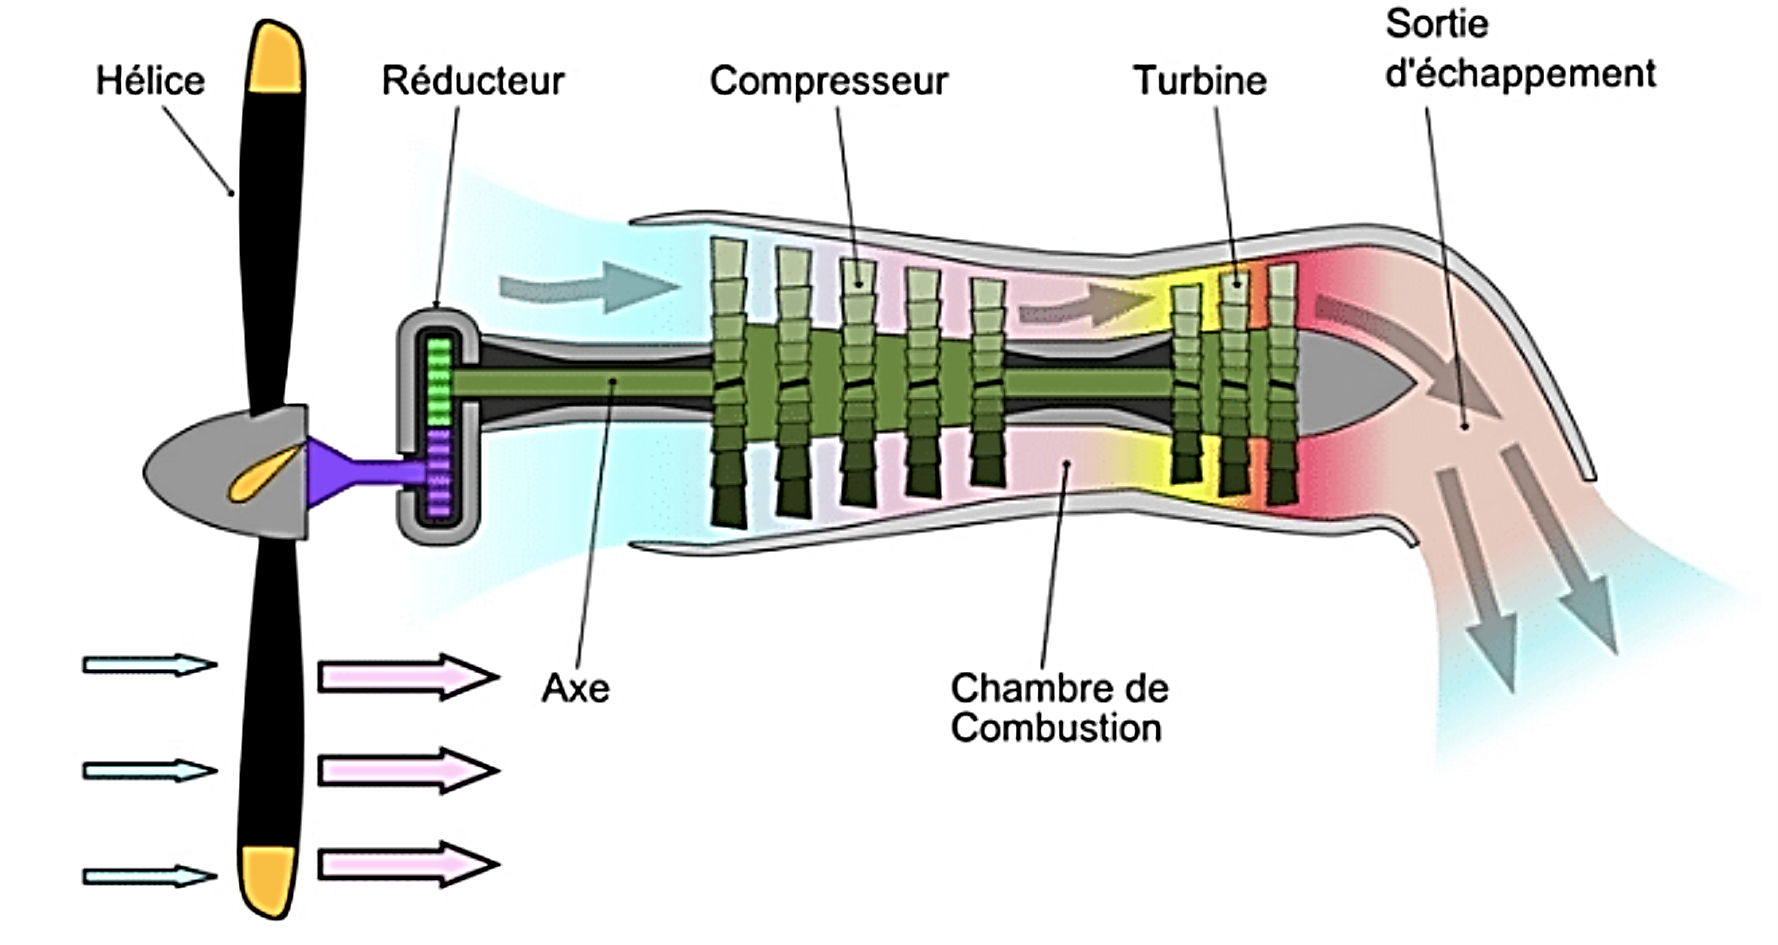 Hélice
Réducteur
Compresseur
Turbine
Sortie
d'échappement
Axe
Chambre de
Combustion